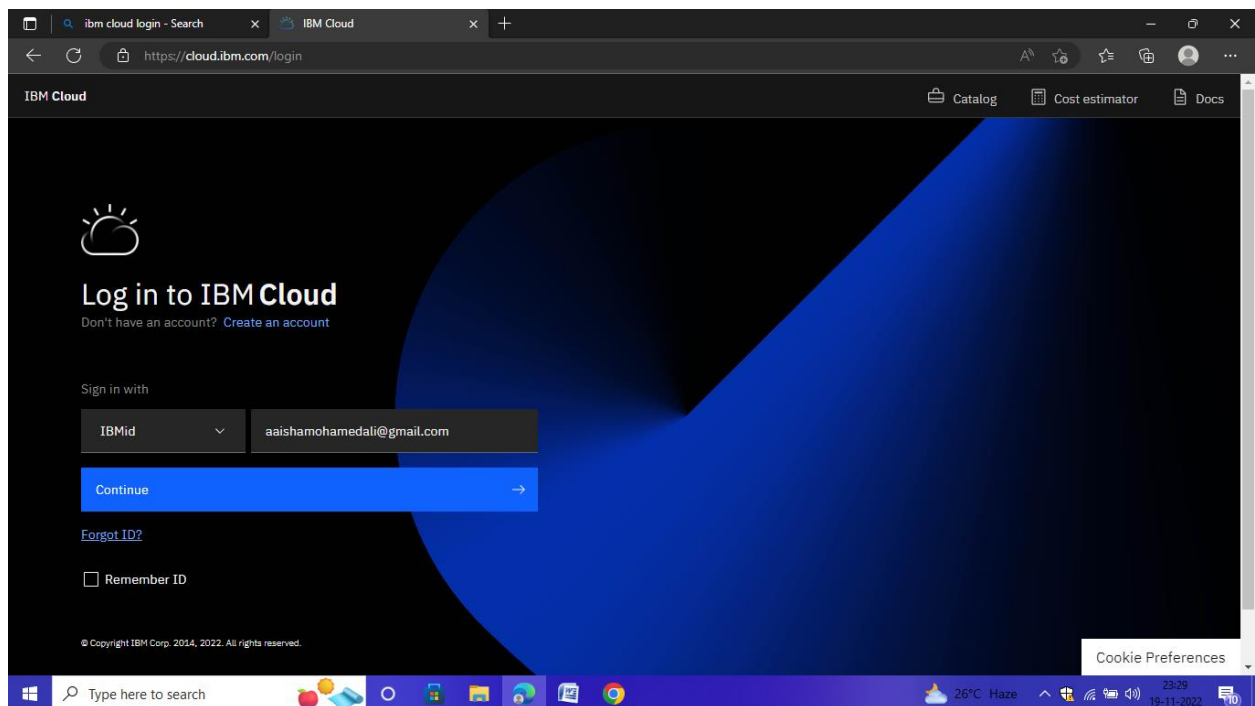 ibm cloud login - Search
IBM Cloud
https://cloud.ibm.com/login
IBM Cloud
Catalog
Cost estimator
Docs
Log in to IBM Cloud
Don't have an account? Create an account
Sign in with
IBMid
aaishamohamedali@gmail.com
Continue
Forgot ID?
Remember ID
© Copyright IBM Corp. 2014, 2022. All rights reserved.
Cookie Preferences
Type here to search
26°C Haze
23:29
19-11-2022